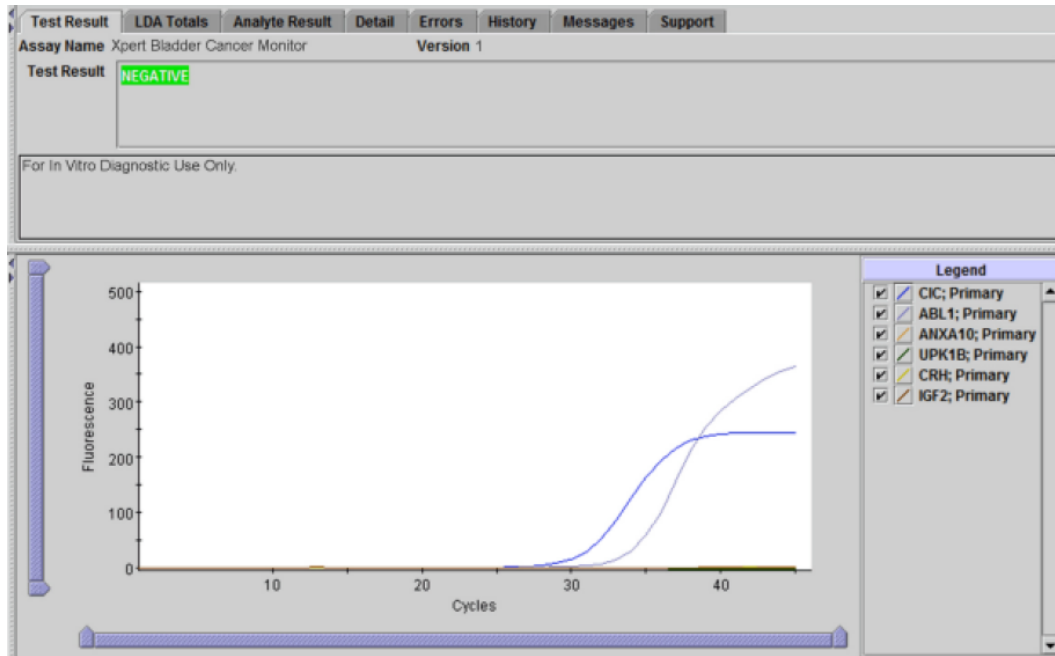 Test Result LDA Totals Analyte Result Detail Errors History Messages Support
Assay Name Xpert Bladder Cancer Monitor Version 1
Test Result NEGATIVE
For In Vitro Diagnostic Use Only.
500
400
300
200
100
0
Fluorescence
10 20 30 40
Cycles
Legend
CIC; Primary
ABL1; Primary
ANXA10; Primary
UPK1B; Primary
CRH; Primary
IGF2; Primary